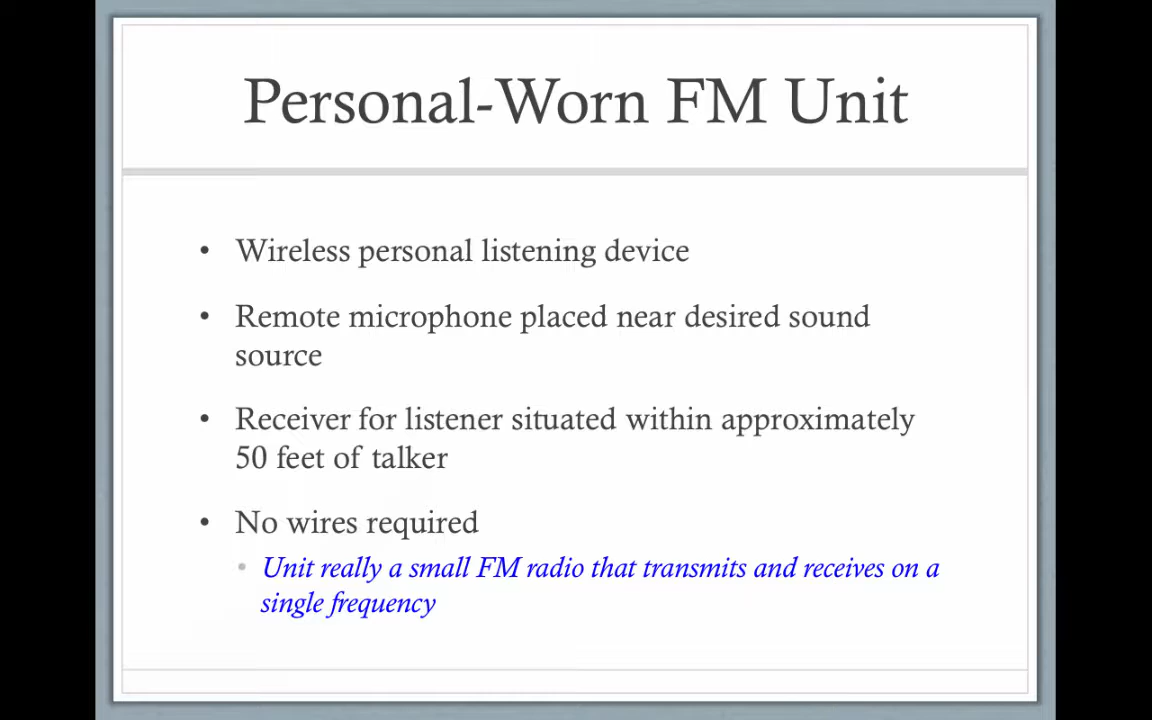 Personal-Worn FM Unit
• Wireless personal listening device
• Remote microphone placed near desired sound
source
• Receiver for listener situated within approximately
50 feet of talker
• No wires required
• Unit really a small FM radio that transmits and receives on a
single frequency